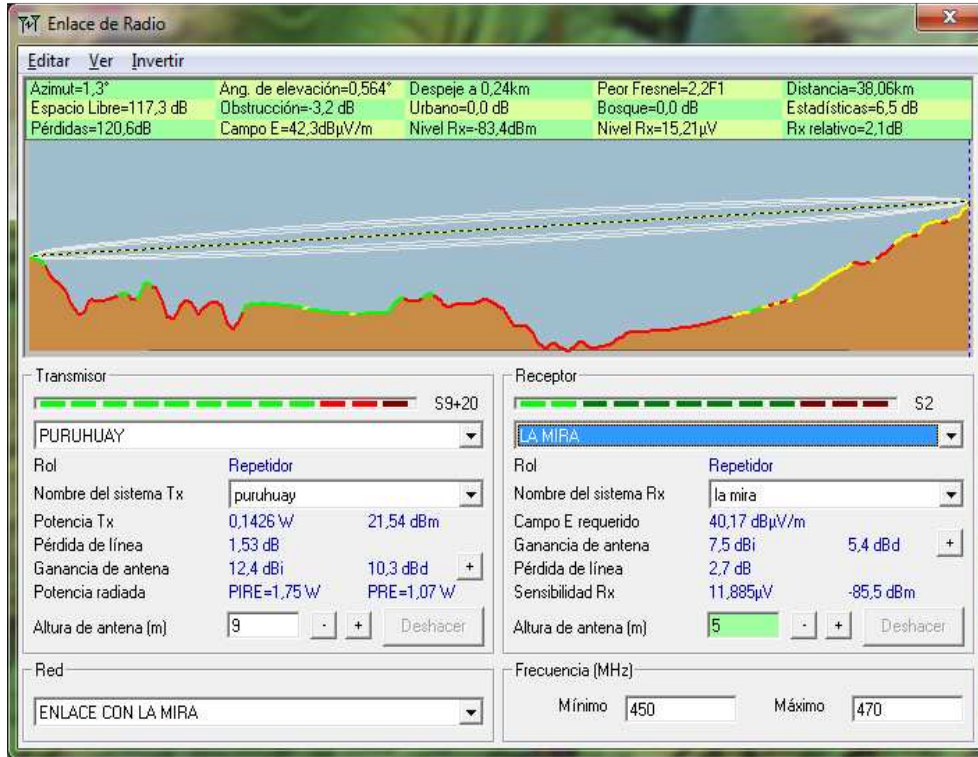 Enlace de Radio
Editar Ver Invertir
Azimut=1,3° Ang. de elevación=0,564° Despeje a 0,24km Peor Fresnel=2,2F1 Distancia=38,06km
Espacio Libre=117,3 dB Obstrucción=-3,2 dB Urbano=0,0 dB Bosque=0,0 dB Estadísticas=6,5 dB
Pérdidas=120,6dB Campo E=42,3dBµV/m Nivel Rx=-83,4dBm Nivel Rx=15,21µV Rx relativo=2,1dB
Transmisor
S9+20
PURUHUAY
Rol Repetidor
Nombre del sistema Tx puruhuay
Potencia Tx 0,1426 W 21,54 dBm
Pérdida de línea 1,53 dB
Ganancia de antena 12,4 dBi 10,3 dBd +
Potencia radiada PIRE=1,75 W PRE=1,07 W
Altura de antena (m) 9 - + Deshacer
Red
ENLACE CON LA MIRA
Receptor
S2
LA MIRA
Rol Repetidor
Nombre del sistema Rx la mira
Campo E requerido 40,17 dBµV/m
Ganancia de antena 7,5 dBi 5,4 dBd +
Pérdida de línea 2,7 dB
Sensibilidad Rx 11,885µV -85,5 dBm
Altura de antena (m) 5 - + Deshacer
Frecuencia (MHz)
Mínimo 450 Máximo 470